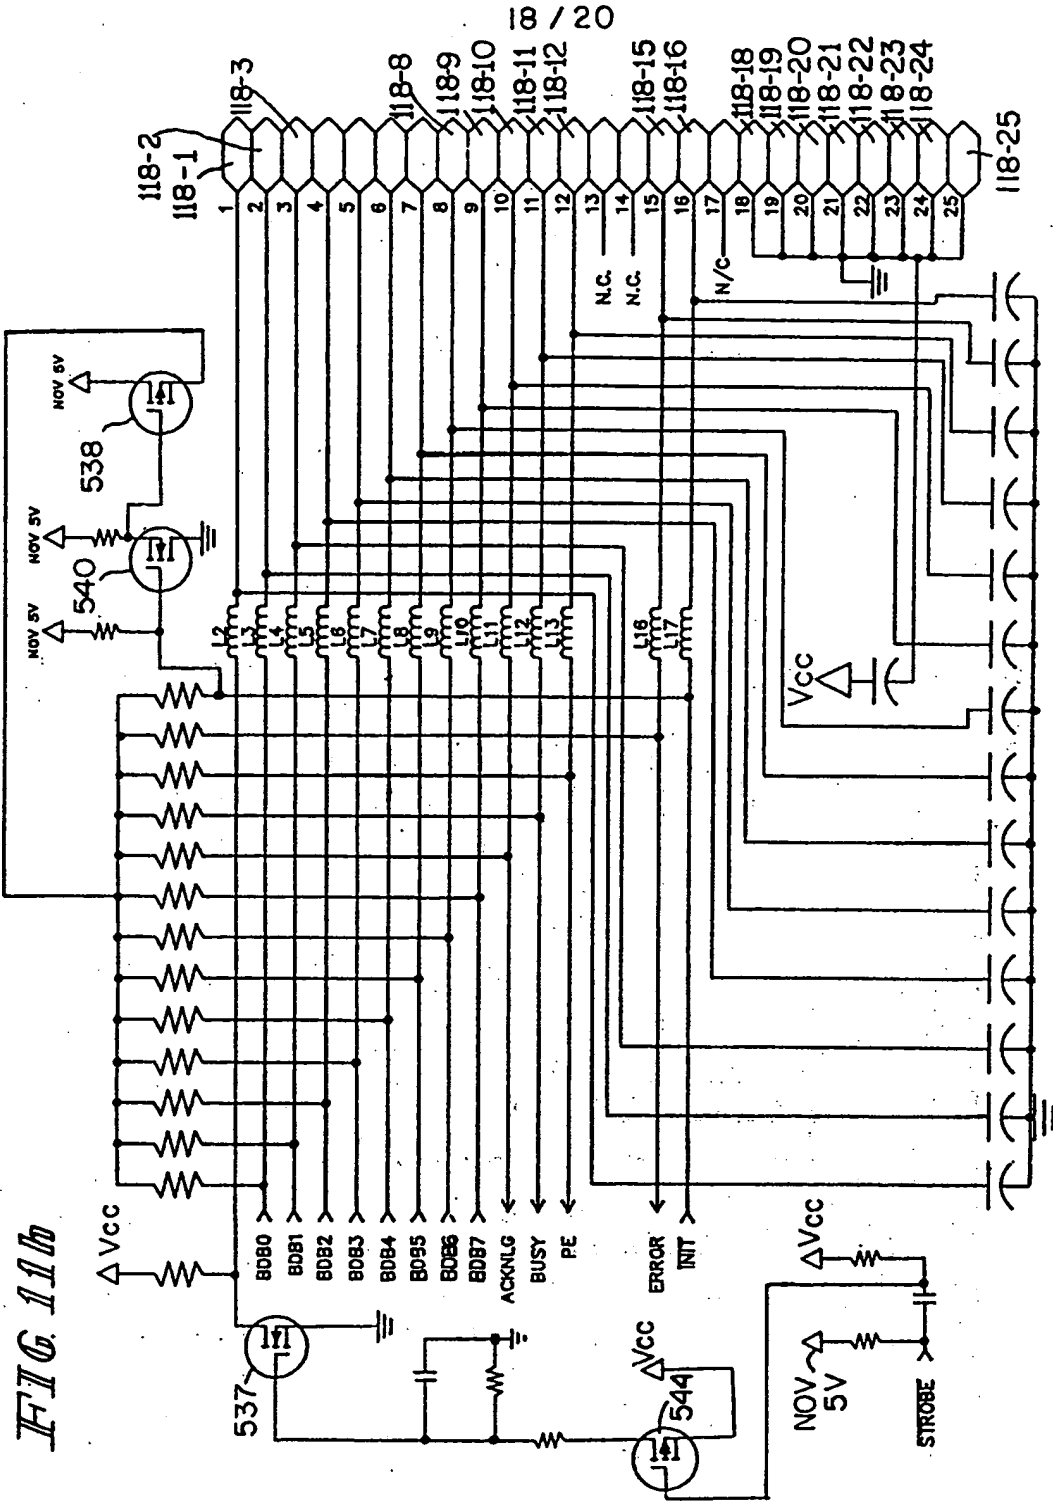 18 / 20
118-3
118-2
118-1
118-8
118-9
118-10
118-11
118-12
118-15
118-16
118-18
118-19
118-20
118-21
118-22
118-23
118-24
118-25
1
2
3
4
5
6
7
8
9
10
11
12
13
14
15
16
17
18
19
20
21
22
23
24
25
N.C.
N.C.
N/C
NOV 5V
538
NOV 5V
540
NOV 5V
L2
L3
L4
L5
L6
L7
L8
L9
L10
L11
L12
L13
L16
L17
VCC
VCC
BDB0
BDB1
BDB2
BDB3
BDB4
BDB5
BDB6
BDB7
ACKNLG
BUSY
PE
ERROR
INIT
537
VCC
544
VCC
NOV
5V
STROBE
FIG. 11h